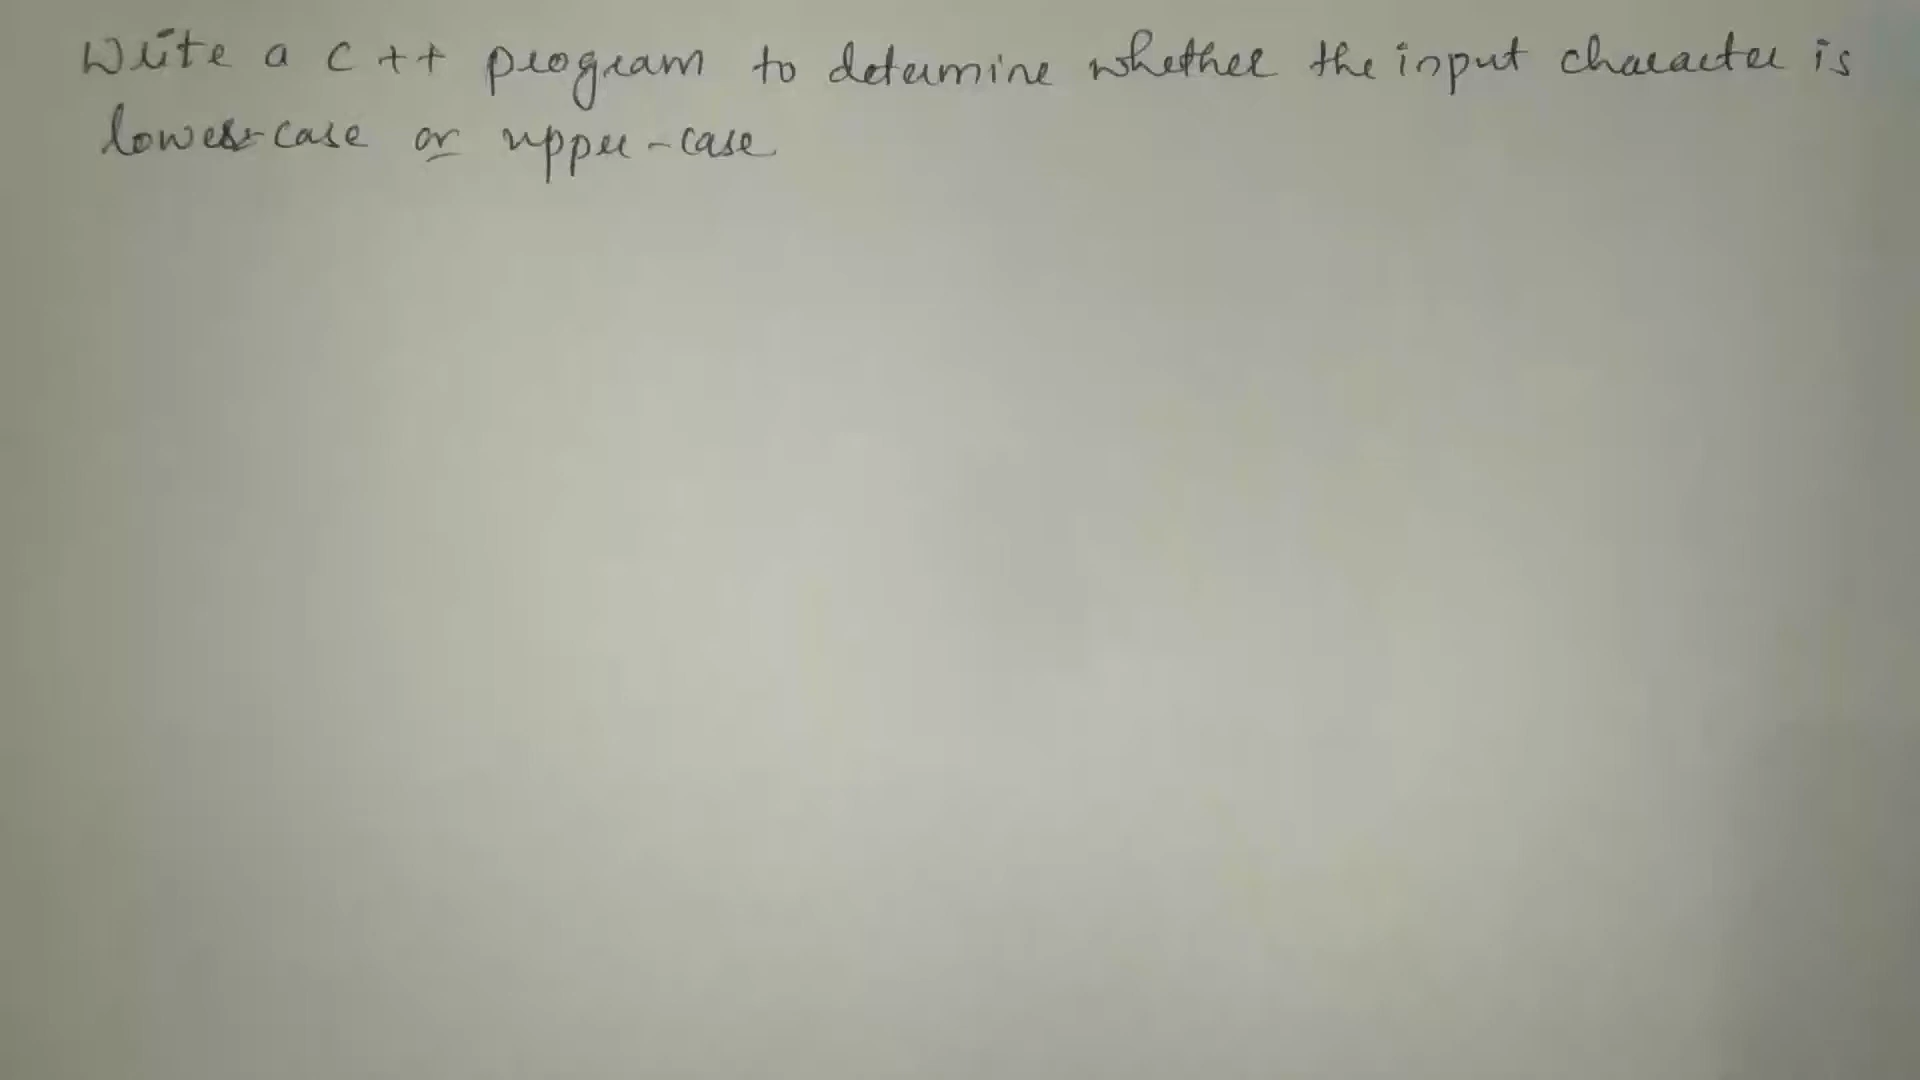 Write a C++ program to determine whether the input character is
lower-case or upper-case